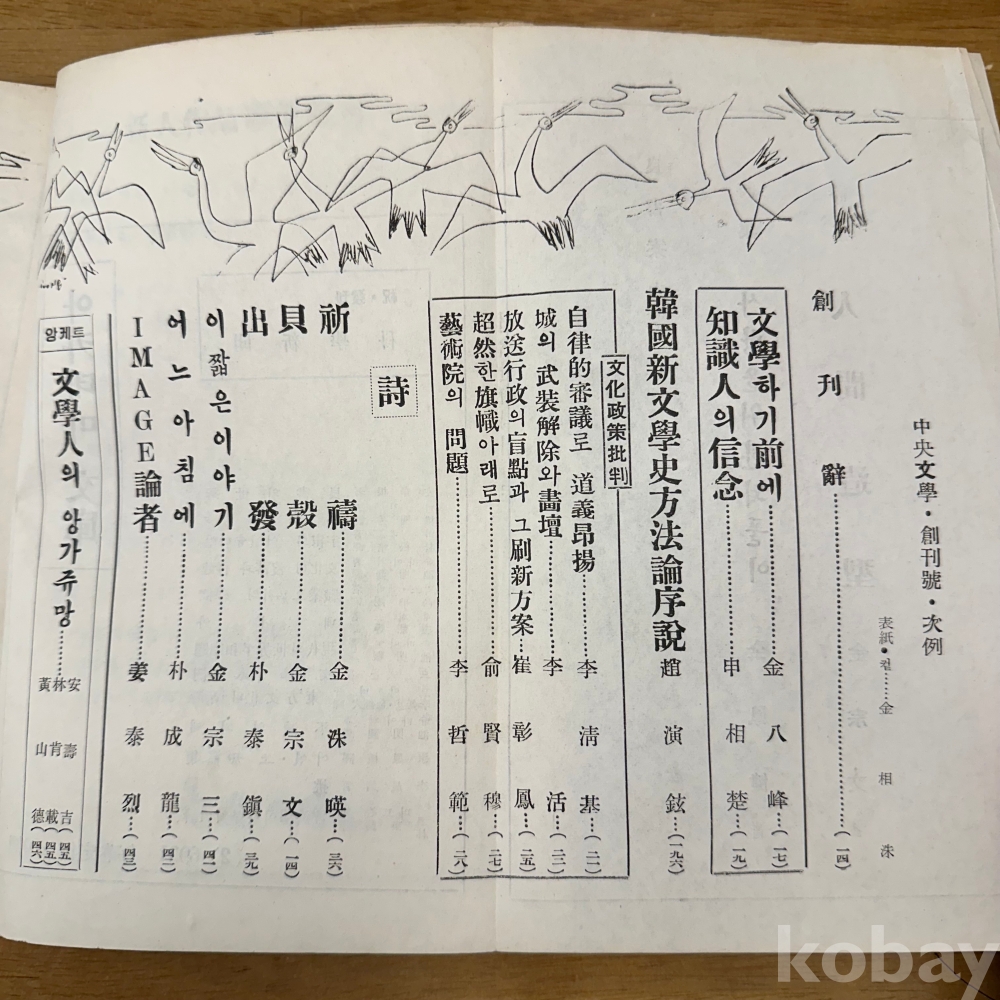 中央文學・創刊號・次例
表紙・컽……金相洙
創刊辭……(一四)
文學하기前에……金八峰…(一七)
知識人의信念……申相楚…(一九)
韓國新文學史方法論序說……趙演鉉…(一九六)
文化政策批判
自律的審議로 道義昂揚……李淸基…(二一)
城의 武裝解除와 畵壇……李活…(二三)
放送行政의 盲點과 그 刷新方案…崔彰鳳…(二五)
超然한 旗幟아래로……兪賢穆…(二七)
藝術院의 問題……李哲範…(二八)
詩
祈禱……金洙暎…(三六)
貝殼……金宗文…(一四)
出發……朴泰鎭…(三九)
이 짧은 이야기……金宗三…(四一)
어느 아침에……朴成龍…(四二)
IMAGE論者……姜泰烈…(四三)
앙케트
文學人의 앙가쥬망……
安壽吉(四五)
林肯載(四五)
黃山德(四六)
kobay